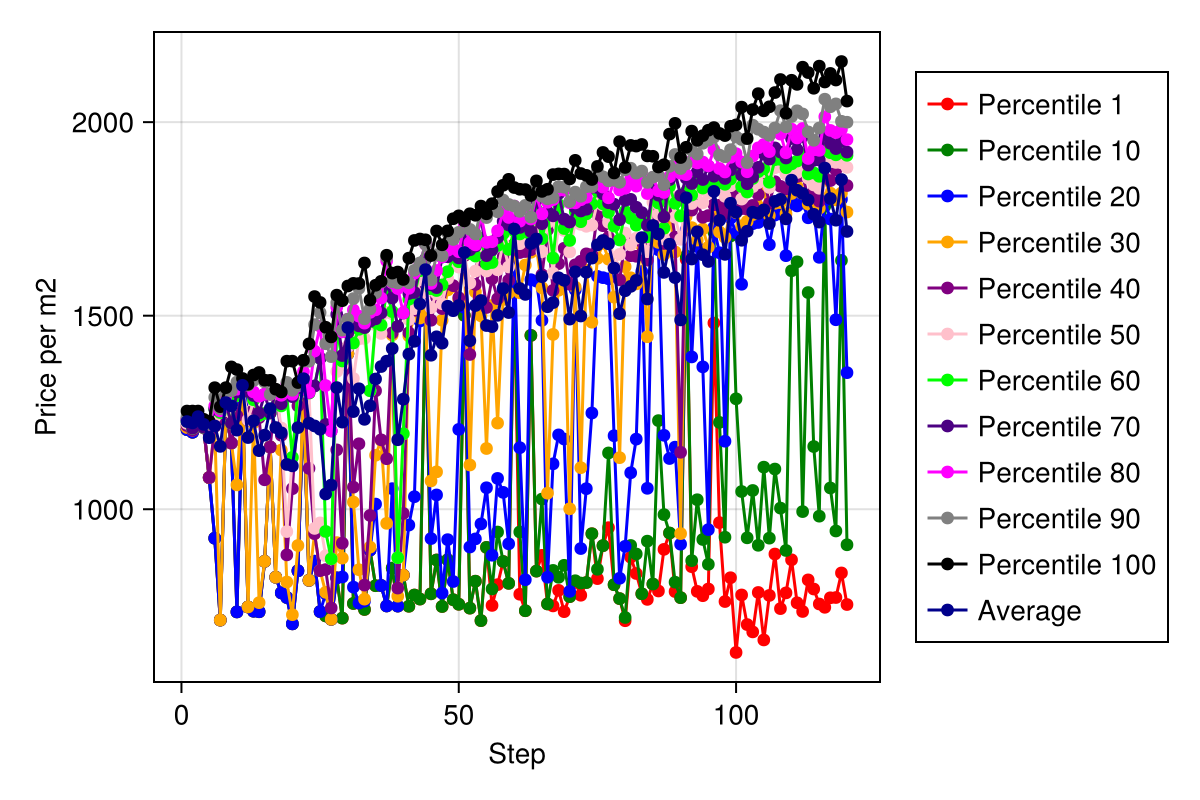 2000
1500
1000
Price per m2
0
50
100
Step
Percentile 1
Percentile 10
Percentile 20
Percentile 30
Percentile 40
Percentile 50
Percentile 60
Percentile 70
Percentile 80
Percentile 90
Percentile 100
Average